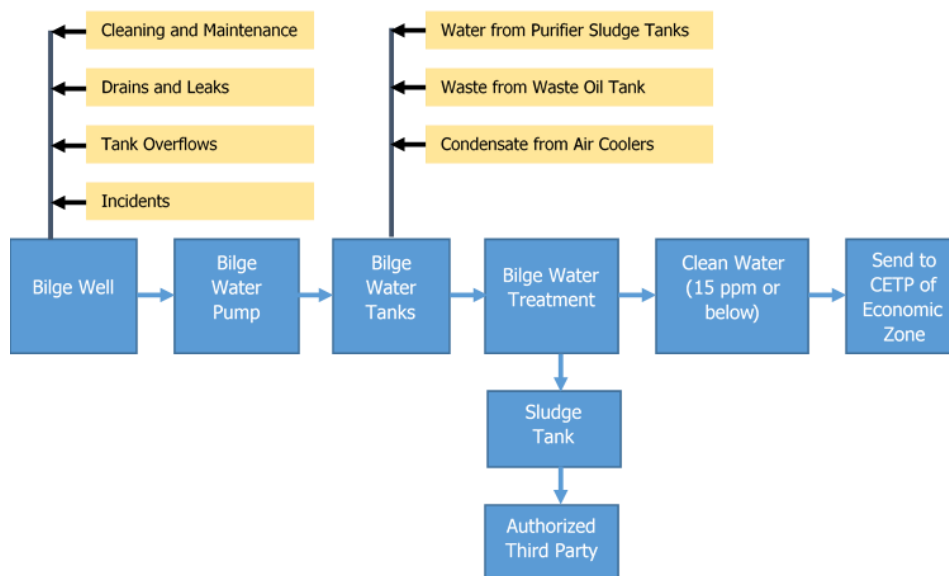 Cleaning and Maintenance
Drains and Leaks
Tank Overflows
Incidents
Water from Purifier Sludge Tanks
Waste from Waste Oil Tank
Condensate from Air Coolers
Bilge Well
Bilge
Water
Pump
Bilge
Water
Tanks
Bilge Water
Treatment
Clean Water
(15 ppm or
below)
Send to
CETP of
Economic
Zone
Sludge
Tank
Authorized
Third Party